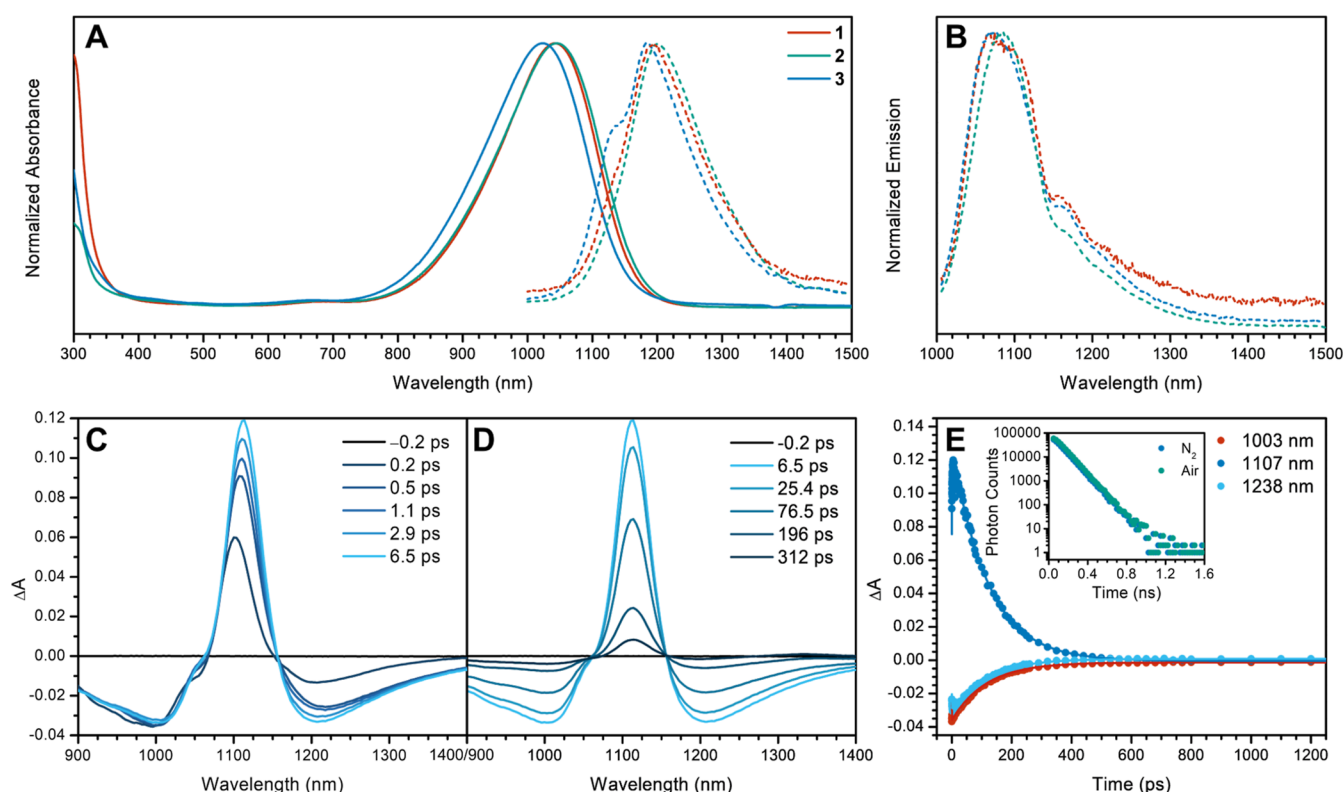 A
1
2
3
Normalized Absorbance
300 400 500 600 700 800 900 1000 1100 1200 1300 1400 1500
Wavelength (nm)
B
Normalized Emission
1000 1100 1200 1300 1400 1500
Wavelength (nm)
C
−0.2 ps
0.2 ps
0.5 ps
1.1 ps
2.9 ps
6.5 ps
ΔA
0.12
0.10
0.08
0.06
0.04
0.02
0.00
-0.02
-0.04
900 1000 1100 1200 1300 1400/900 1000 1100 1200 1300 1400
Wavelength (nm)
D
-0.2 ps
6.5 ps
25.4 ps
76.5 ps
196 ps
312 ps
Wavelength (nm)
E
1003 nm
1107 nm
1238 nm
ΔA
0.14
0.12
0.10
0.08
0.06
0.04
0.02
0.00
-0.02
-0.04
0 200 400 600 800 1000 1200
Time (ps)
Photon Counts
100000
10000
1000
100
10
1
N2
Air
0.0 0.4 0.8 1.2 1.6
Time (ns)